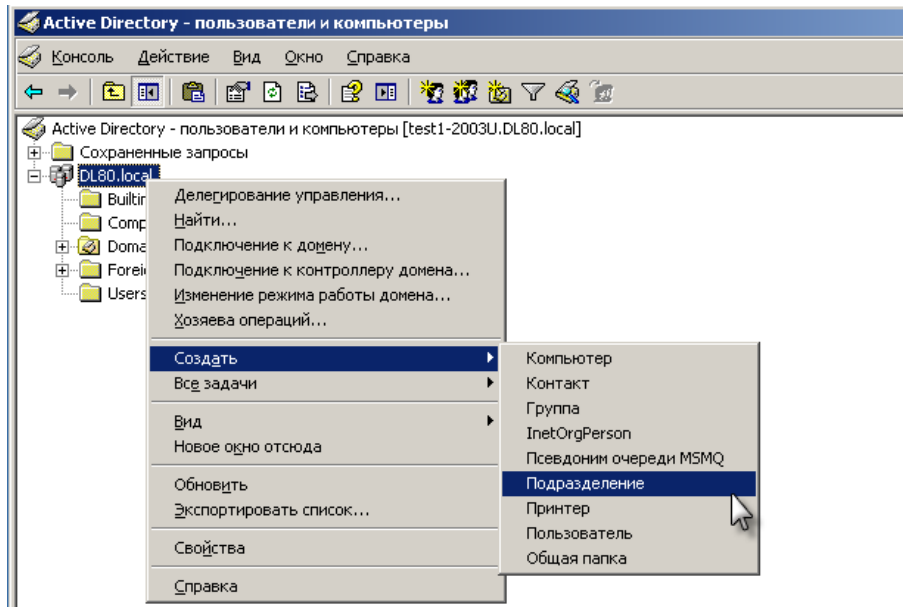 Active Directory - пользователи и компьютеры
Консоль Действие Вид Окно Справка
Active Directory - пользователи и компьютеры [test1-2003U.DL80.local]
Сохраненные запросы
DL80.local
Builtin
Comp
Doma
Forei
Users
Делегирование управления...
Найти...
Подключение к домену...
Подключение к контроллеру домена...
Изменение режима работы домена...
Хозяева операций...
Создать
Все задачи
Вид
Новое окно отсюда
Обновить
Экспортировать список...
Свойства
Справка
Компьютер
Контакт
Группа
InetOrgPerson
Псевдоним очереди MSMQ
Подразделение
Принтер
Пользователь
Общая папка